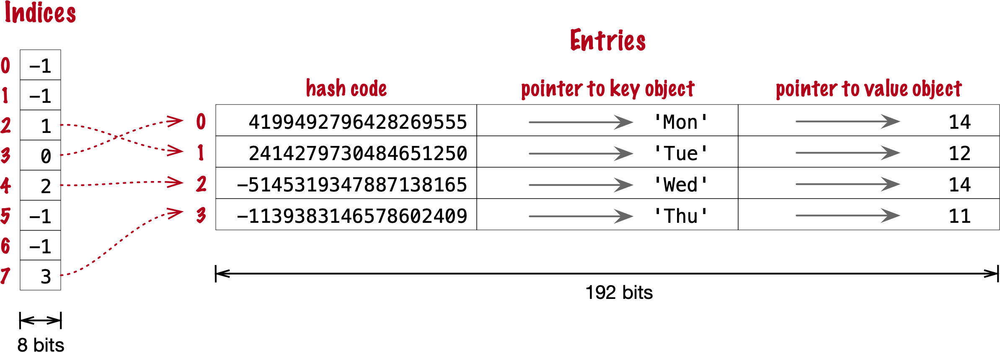 Indices
Entries
hash code pointer to key object pointer to value object
0 −1
1 −1
2 1
3 0
4 2
5 −1
6 −1
7 3
0 4199492796428269555 'Mon' 14
1 2414279730484651250 'Tue' 12
2 −5145319347887138165 'Wed' 14
3 −1139383146578602409 'Thu' 11
192 bits
8 bits